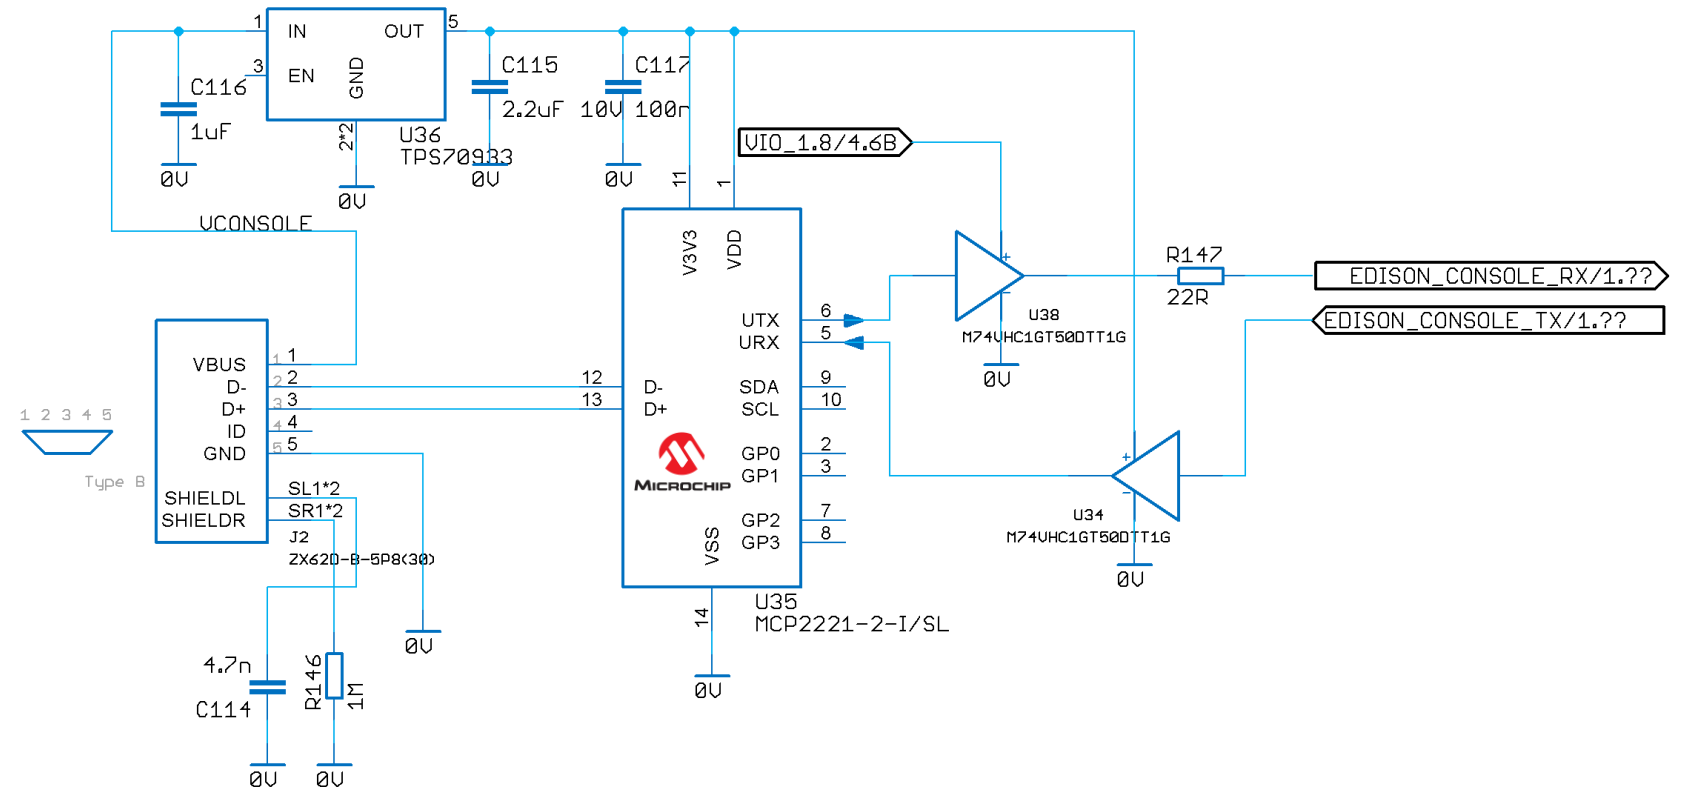 1
IN
OUT
5
3
EN
GND
2*2
C116
1uF
0V
U36
TPS70933
0V
C115
2.2uF
0V
C117
10V 100n
0V
VCONSOLE
VIO_1.8/4.6B
11
1
V3V3
VDD
R147
22R
EDISON_CONSOLE_RX/1.??
EDISON_CONSOLE_TX/1.??
U38
M74VHC1GT50DTT1G
0V
UTX 6
URX 5
VBUS 1 1
D- 2 2
D+ 3 3
ID 4 4
GND 5 5
SHIELDL SL1*2
SHIELDR SR1*2
J2
ZX62D-B-5P8(30)
1 2 3 4 5
Type B
12 D-
13 D+
SDA 9
SCL 10
GP0 2
GP1 3
GP2 7
GP3 8
MICROCHIP
VSS
14
U35
MCP2221-2-I/SL
0V
U34
M74VHC1GT50DTT1G
0V
0V
4.7n
C114
0V
R146
1M
0V
+
-
+
-